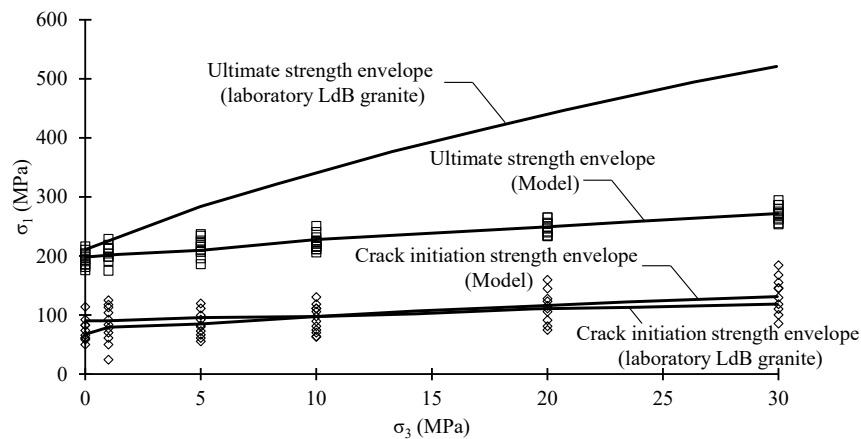 600
500
400
300
200
100
0
σ1 (MPa)
Ultimate strength envelope
(laboratory LdB granite)
Ultimate strength envelope
(Model)
Crack initiation strength envelope
(Model)
Crack initiation strength envelope
(laboratory LdB granite)
0 5 10 15 20 25 30
σ3 (MPa)